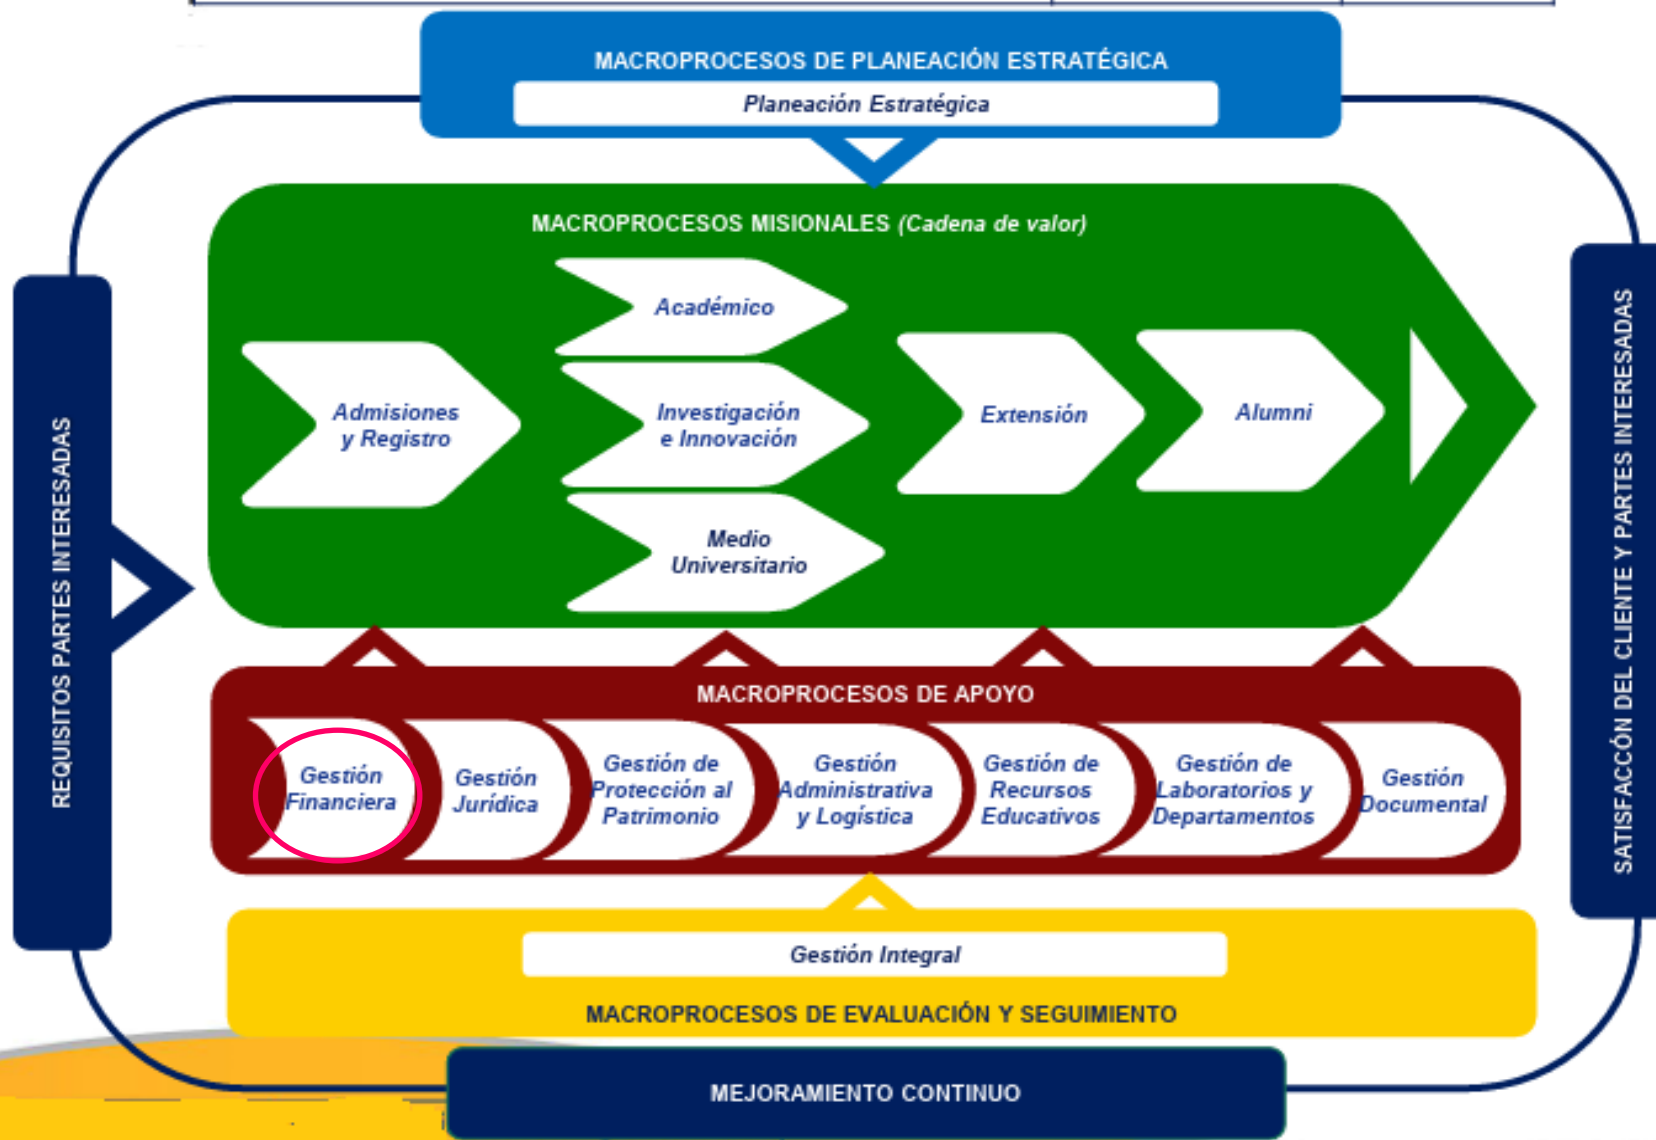 MACROPROCESOS DE PLANEACIÓN ESTRATÉGICA
Planeación Estratégica
MACROPROCESOS MISIONALES (Cadena de valor)
Admisiones
y Registro
Académico
Investigación
e Innovación
Medio
Universitario
Extensión
Alumni
REQUISITOS PARTES INTERESADAS
SATISFACCÓN DEL CLIENTE Y PARTES INTERESADAS
MACROPROCESOS DE APOYO
Gestión
Financiera
Gestión
Jurídica
Gestión de
Protección al
Patrimonio
Gestión
Administrativa
y Logística
Gestión de
Recursos
Educativos
Gestión de
Laboratorios y
Departamentos
Gestión
Documental
Gestión Integral
MACROPROCESOS DE EVALUACIÓN Y SEGUIMIENTO
MEJORAMIENTO CONTINUO